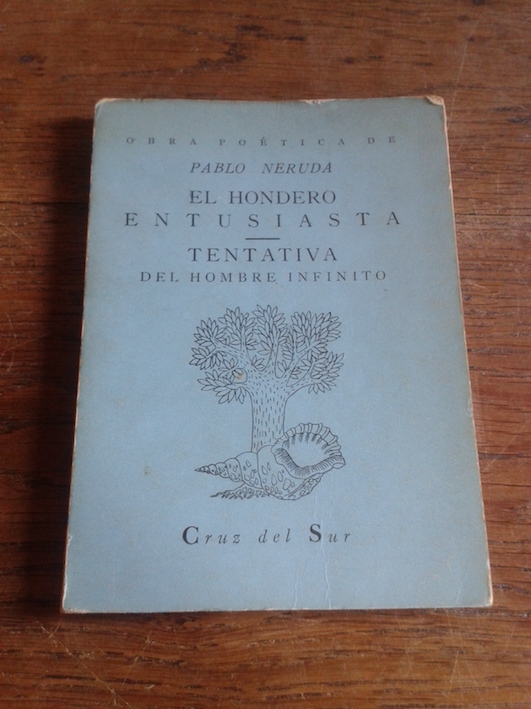 OBRA POÉTICA DE
PABLO NERUDA
EL HONDERO
ENTUSIASTA
TENTATIVA
DEL HOMBRE INFINITO
Cruz del Sur